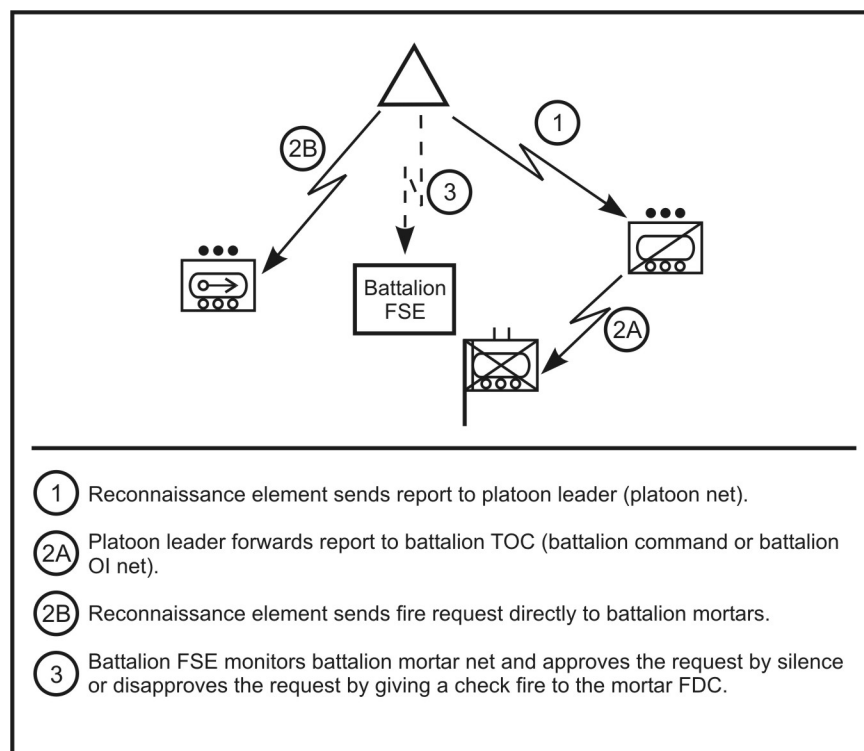 2B
1
3
Battalion
FSE
2A
1 Reconnaissance element sends report to platoon leader (platoon net).
2A Platoon leader forwards report to battalion TOC (battalion command or battalion
OI net).
2B Reconnaissance element sends fire request directly to battalion mortars.
3 Battalion FSE monitors battalion mortar net and approves the request by silence
or disapproves the request by giving a check fire to the mortar FDC.